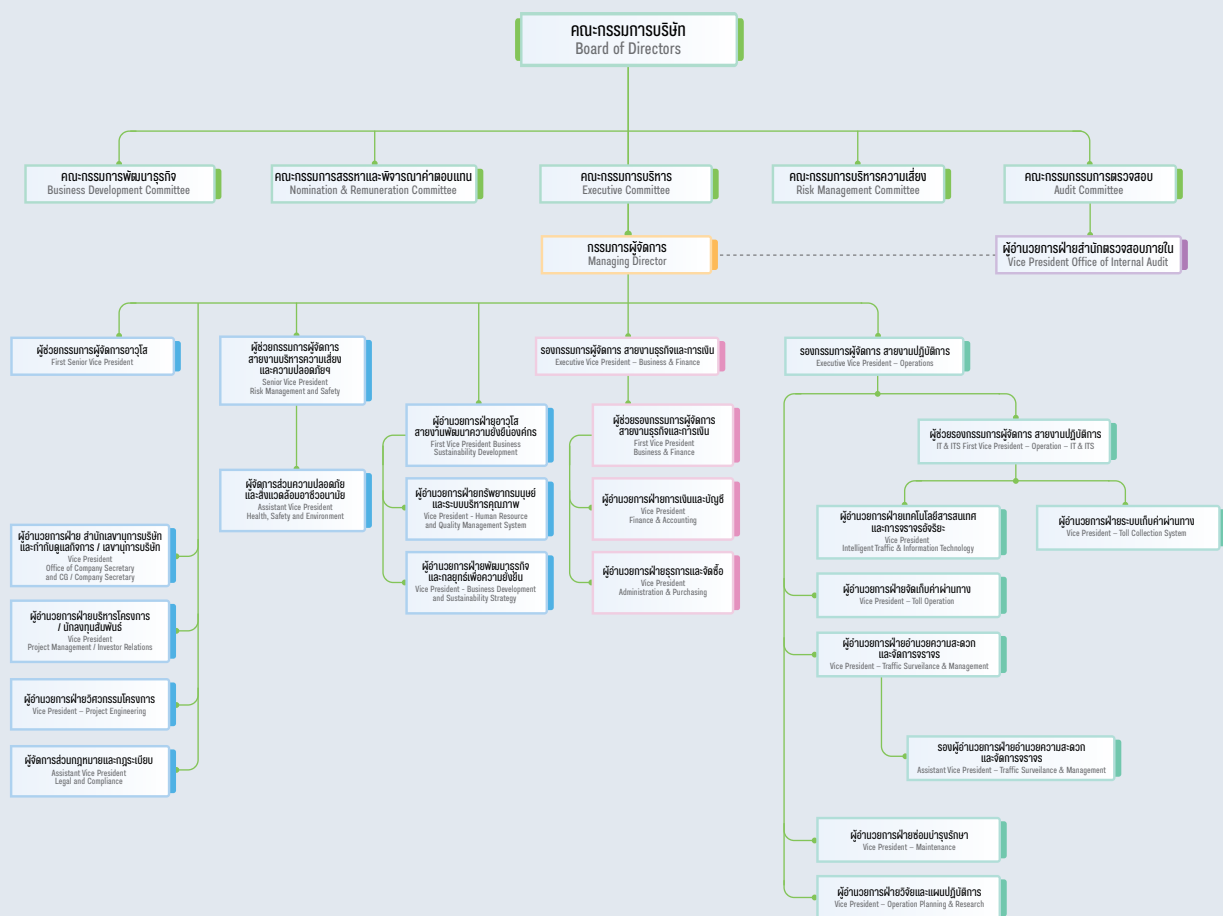 คณะกรรมการบริษัท
Board of Directors
คณะกรรมการพัฒนาธุรกิจ
Business Development Committee
คณะกรรมการสรรหาและพิจารณาค่าตอบแทน
Nomination & Remuneration Committee
คณะกรรมการบริหาร
Executive Committee
คณะกรรมการบริหารความเสี่ยง
Risk Management Committee
คณะกรรมกรรมการตรวจสอบ
Audit Committee
กรรมการผู้จัดการ
Managing Director
ผู้อำนวยการฝ่ายสำนักตรวจสอบภายใน
Vice President Office of Internal Audit
ผู้ช่วยกรรมการผู้จัดการอาวุโส
First Senior Vice President
ผู้ช่วยกรรมการผู้จัดการ
สายงานบริหารความเสี่ยง
และความปลอดภัยฯ
Senior Vice President
Risk Management and Safety
รองกรรมการผู้จัดการ สายงานธุรกิจและการเงิน
Executive Vice President – Business & Finance
รองกรรมการผู้จัดการ สายงานปฏิบัติการ
Executive Vice President – Operations
ผู้อำนวยการฝ่ายอาวุโส
สายงานพัฒนาความยั่งยืนองค์กร
First Vice President Business
Sustainability Development
ผู้ช่วยรองกรรมการผู้จัดการ
สายงานธุรกิจและการเงิน
First Vice President
Business & Finance
ผู้ช่วยรองกรรมการผู้จัดการ สายงานปฏิบัติการ
IT & ITS First Vice President – Operation – IT & ITS
ผู้จัดการส่วนความปลอดภัย
และสิ่งแวดล้อมอาชีวอนามัย
Assistant Vice President
Health, Safety and Environment
ผู้อำนวยการฝ่ายทรัพยากรมนุษย์
และระบบบริหารคุณภาพ
Vice President - Human Resource
and Quality Management System
ผู้อำนวยการฝ่ายการเงินและบัญชี
Vice President
Finance & Accounting
ผู้อำนวยการฝ่ายเทคโนโลยีสารสนเทศ
และการจราจรอัจริยะ
Vice President
Intelligent Traffic & Information Technology
ผู้อำนวยการฝ่ายระบบเก็บค่าผ่านทาง
Vice President – Toll Collection System
ผู้อำนวยการฝ่าย สำนักเลขานุการบริษัท
และกำกับดูแลกิจการ / เลขานุการบริษัท
Vice President
Office of Company Secretary
and CG / Company Secretary
ผู้อำนวยการฝ่ายพัฒนาธุรกิจ
และกลยุทธ์เพื่อความยั่งยืน
Vice President – Business Development
and Sustainability Strategy
ผู้อำนวยการฝ่ายธุรการและจัดซื้อ
Vice President
Administration & Purchasing
ผู้อำนวยการฝ่ายจัดเก็บค่าผ่านทาง
Vice President – Toll Operation
ผู้อำนวยการฝ่ายบริหารโครงการ
/ นักลงทุนสัมพันธ์
Vice President
Project Management / Investor Relations
ผู้อำนวยการฝ่ายอำนวยความสะดวก
และจัดการจราจร
Vice President – Traffic Surveilance & Management
ผู้อำนวยการฝ่ายวิศวกรรมโครงการ
Vice President – Project Engineering
ผู้จัดการส่วนกฎหมายและกฎระเบียบ
Assistant Vice President
Legal and Compliance
รองผู้อำนวยการฝ่ายอำนวยความสะดวก
และจัดการจราจร
Assistant Vice President – Traffic Surveilance & Management
ผู้อำนวยการฝ่ายซ่อมบำรุงรักษา
Vice President – Maintenance
ผู้อำนวยการฝ่ายวิจัยและแผนปฏิบัติการ
Vice President – Operation Planning & Research